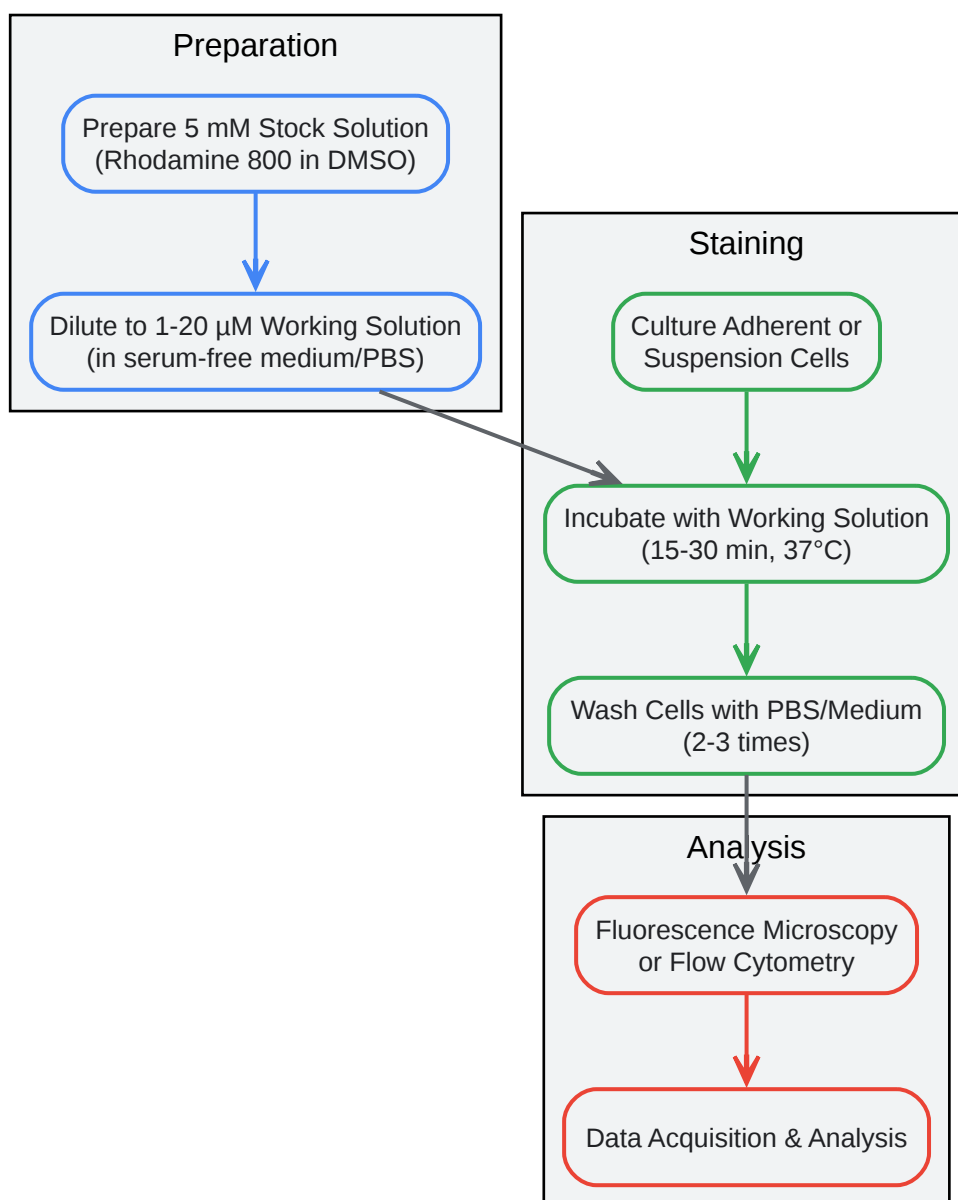 Preparation
Prepare 5 mM Stock Solution
(Rhodamine 800 in DMSO)
Dilute to 1-20 µM Working Solution
(in serum-free medium/PBS)
Staining
Culture Adherent or
Suspension Cells
Incubate with Working Solution
(15-30 min, 37°C)
Wash Cells with PBS/Medium
(2-3 times)
Analysis
Fluorescence Microscopy
or Flow Cytometry
Data Acquisition & Analysis